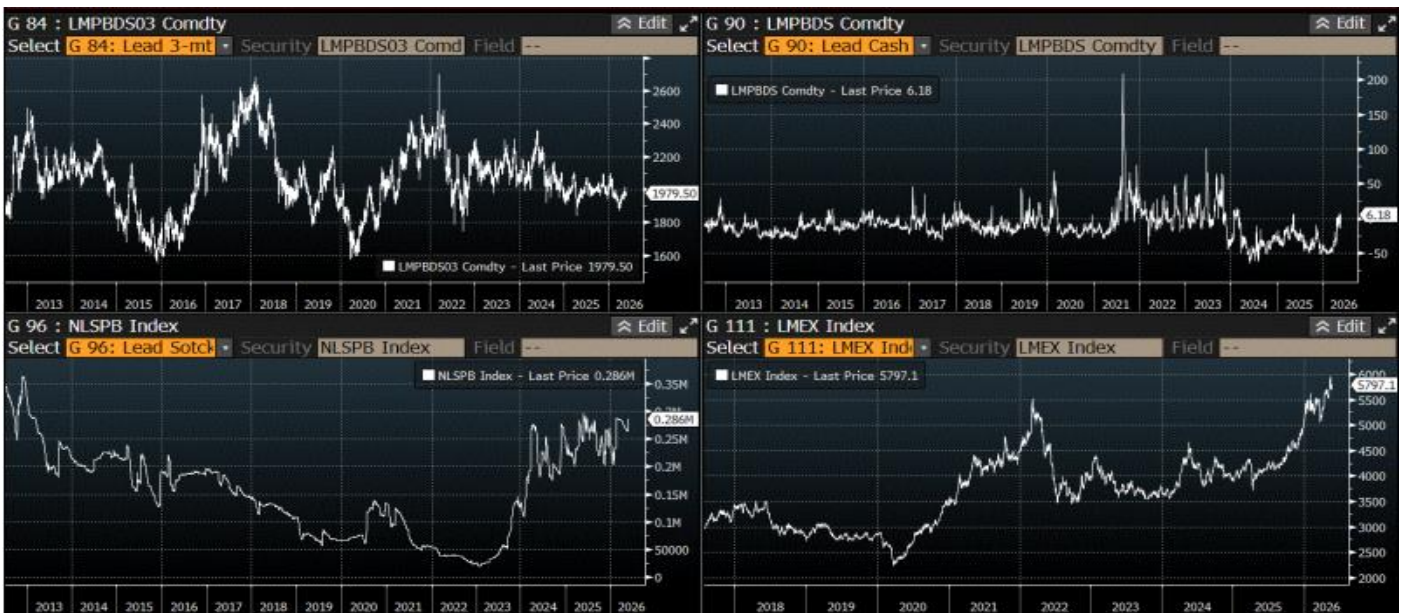 G 84 : LMPBDS03 Comdty
Edit
Select G 84: Lead 3-mt Security LMPBDS03 Comd Field --
2600
2400
2200
2000
1979.50
1800
1600
LMPBDS03 Comdty - Last Price 1979.50
2013 2014 2015 2016 2017 2018 2019 2020 2021 2022 2023 2024 2025 2026
G 90 : LMPBDS Comdty
Edit
Select G 90: Lead Cash Security LMPBDS Comdty Field --
LMPBDS Comdty - Last Price 6.18
200
150
100
50
6.18
-50
2013 2014 2015 2016 2017 2018 2019 2020 2021 2022 2023 2024 2025 2026
G 96 : NLSPB Index
Edit
Select G 96: Lead Sotck Security NLSPB Index Field --
NLSPB Index - Last Price 0.286M
0.35M
0.286M
0.25M
0.2M
0.15M
0.1M
50000
0
2013 2014 2015 2016 2017 2018 2019 2020 2021 2022 2023 2024 2025 2026
G 111 : LMEX Index
Edit
Select G 111: LMEX Ind Security LMEX Index Field --
LMEX Index - Last Price 5797.1
6000
5797.1
5500
5000
4500
4000
3500
3000
2500
2000
2018 2019 2020 2021 2022 2023 2024 2025 2026